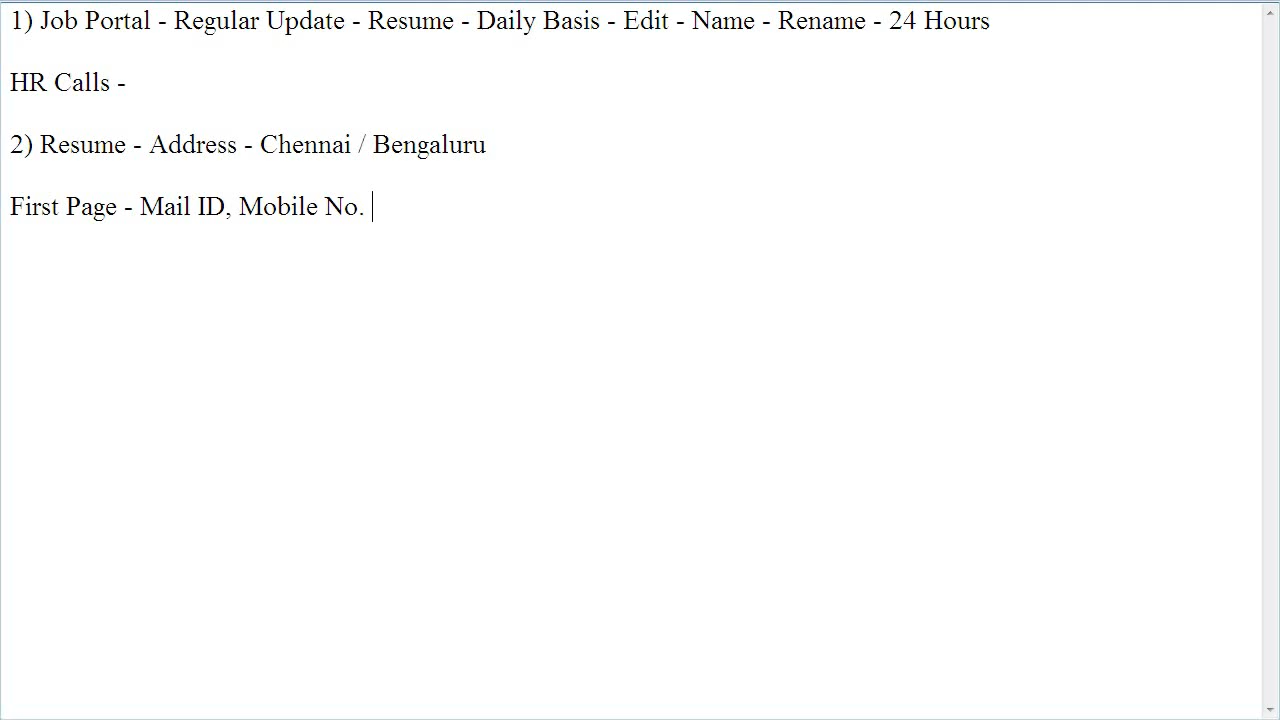 1) Job Portal - Regular Update - Resume - Daily Basis - Edit - Name - Rename - 24 Hours
HR Calls -
2) Resume - Address - Chennai / Bengaluru
First Page - Mail ID, Mobile No.